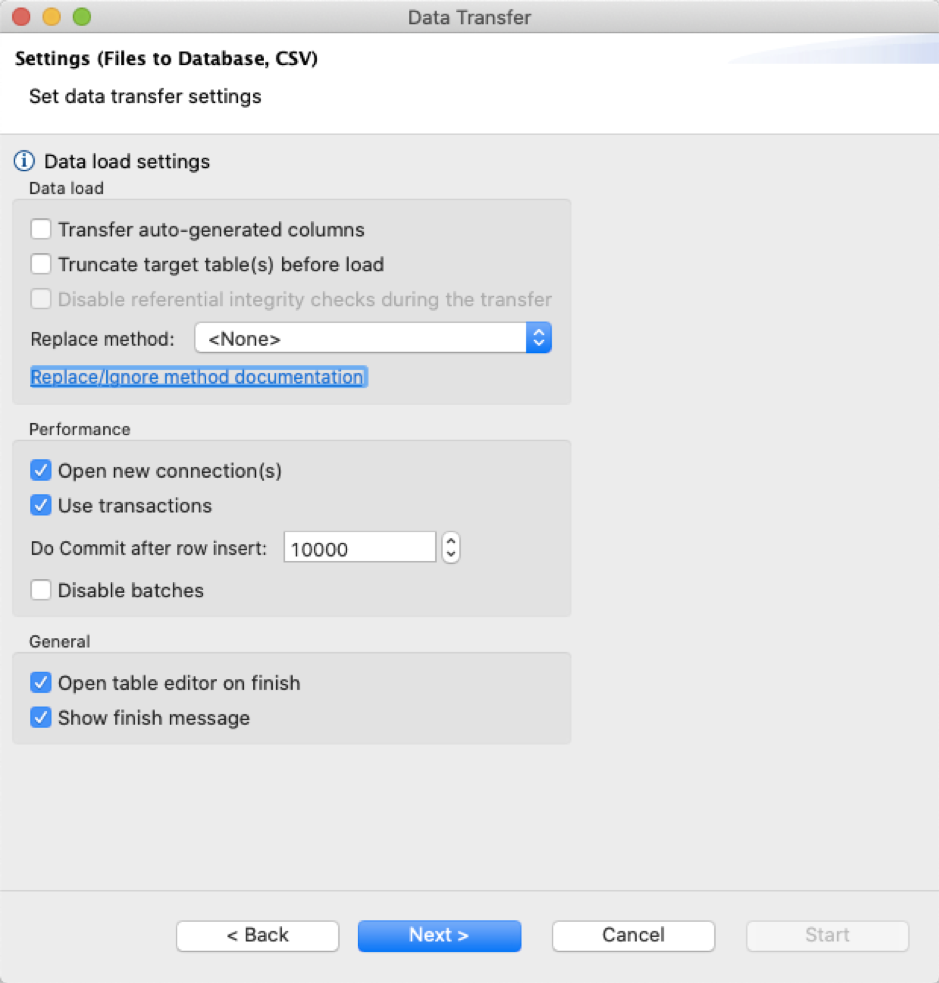 Data Transfer
Settings (Files to Database, CSV)
Set data transfer settings
Data load settings
Data load
Transfer auto-generated columns
Truncate target table(s) before load
Disable referential integrity checks during the transfer
Replace method: <None>
Replace/Ignore method documentation
Performance
Open new connection(s)
Use transactions
Do Commit after row insert: 10000
Disable batches
General
Open table editor on finish
Show finish message
< Back Next > Cancel Start